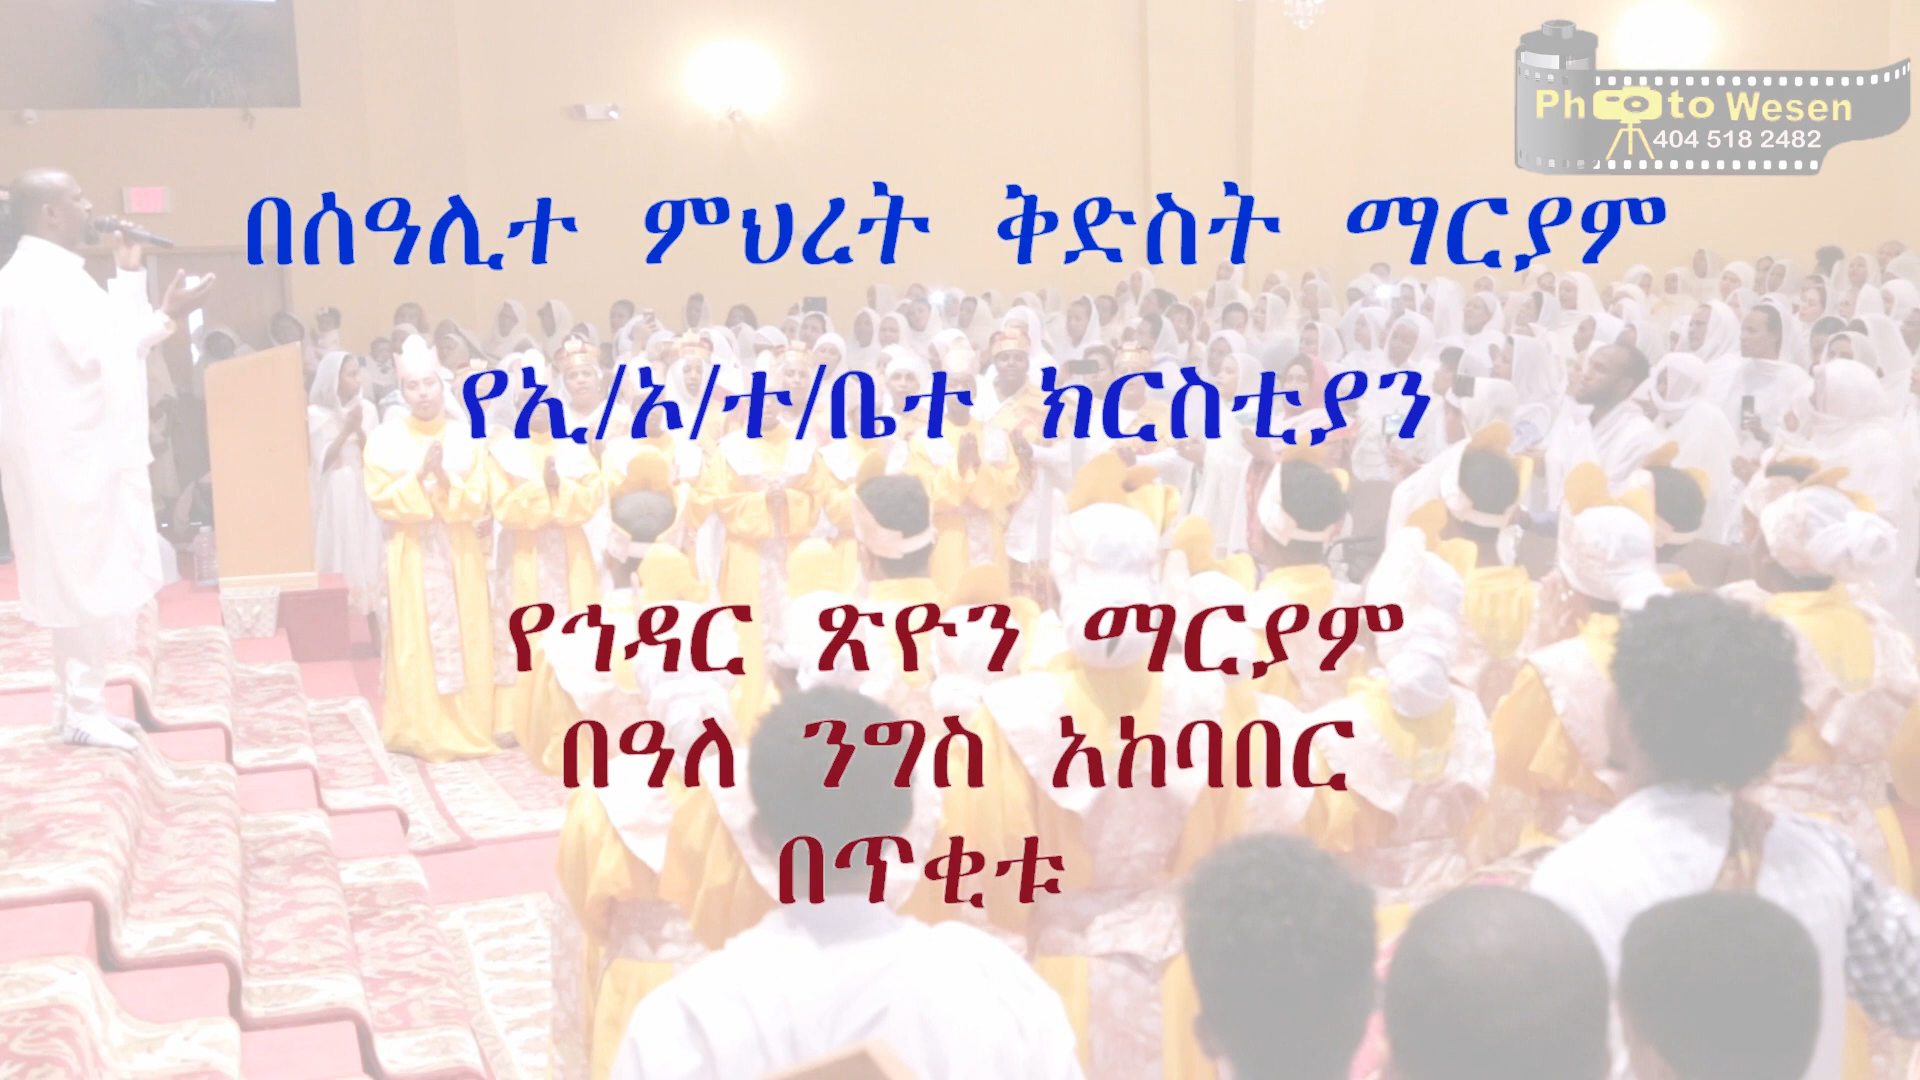 Photo Wesen
404 518 2482
በሰዓሊተ ምህረት ቅድስት ማርያም
የኢ/ኦ/ተ/ቤተ ክርስቲያን
የኅዳር ጽዮን ማርያም
በዓለ ንግስ አከባበር
በጥቂቱ